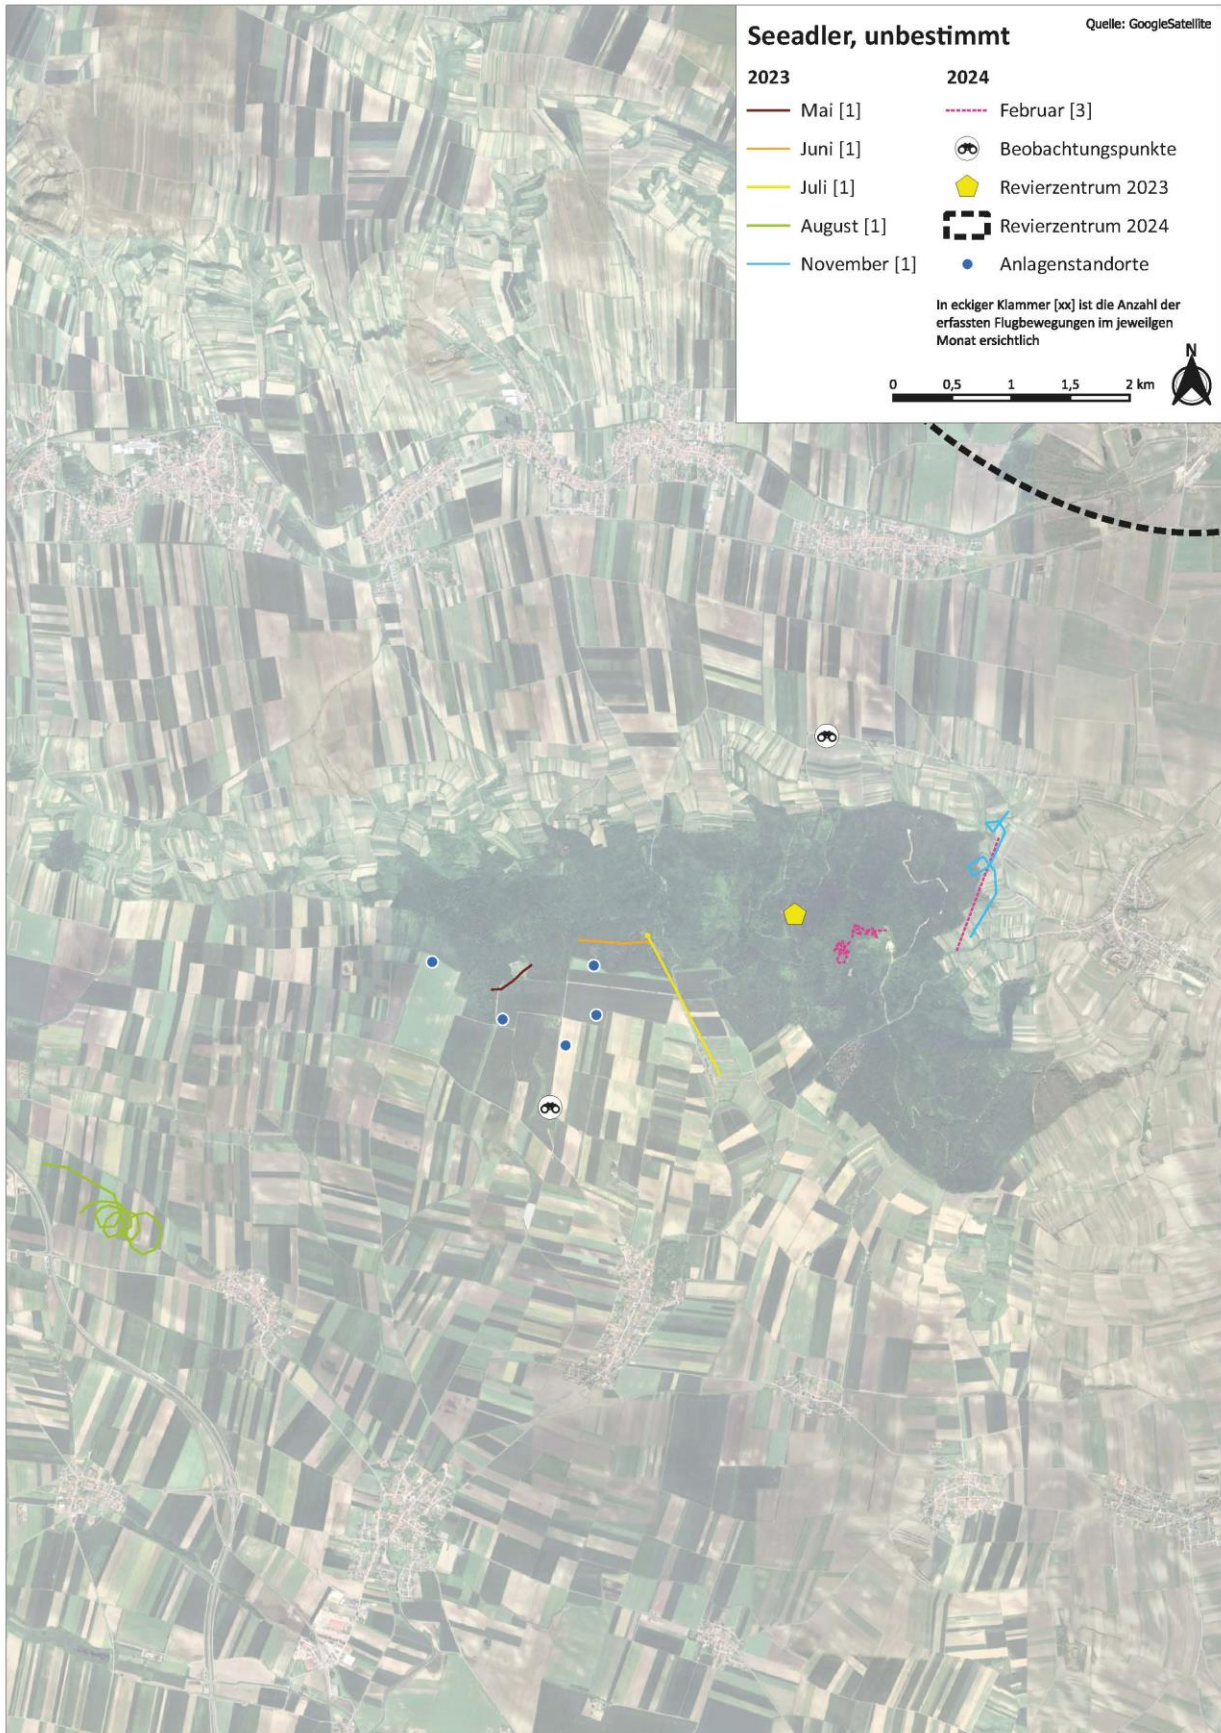 Seeadler, unbestimmt
Quelle: GoogleSatellite
2023
2024
Mai [1]
Juni [1]
Juli [1]
August [1]
November [1]
Februar [3]
Beobachtungspunkte
Revierzentrum 2023
Revierzentrum 2024
Anlagenstandorte
In eckiger Klammer [xx] ist die Anzahl der
erfassten Flugbewegungen im jeweilgen
Monat ersichtlich
N
0 0,5 1 1,5 2 km